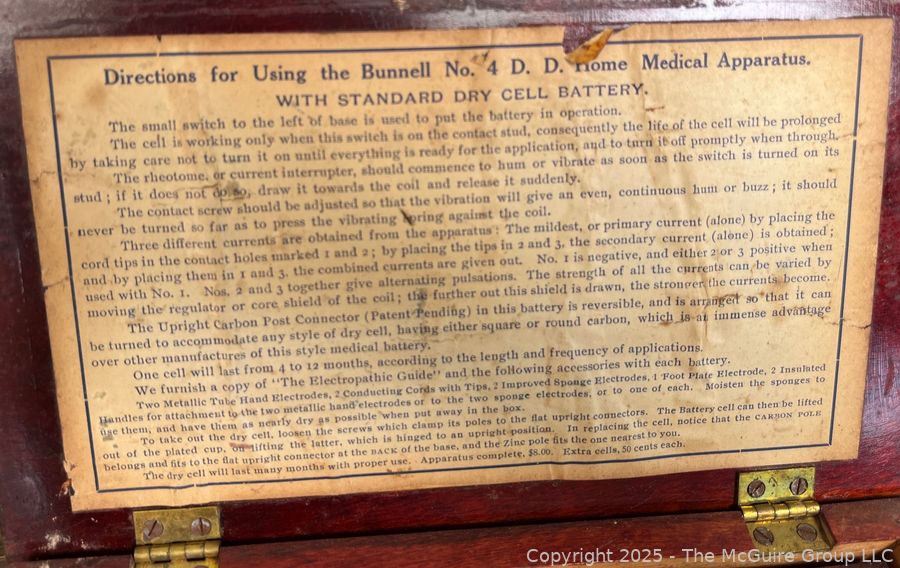 Directions for Using the Bunnell No. 4 D. D. Home Medical Apparatus.
WITH STANDARD DRY CELL BATTERY.
The small switch to the left of base is used to put the battery in operation.
The cell is working only when this switch is on the contact stud, consequently the life of the cell will be prolonged
by taking care not to turn it on until everything is ready for the application, and to turn it off promptly when through.
The rheotome, or current interrupter, should commence to hum or vibrate as soon as the switch is turned on its
stud; if it does not do so, draw it towards the coil and release it suddenly.
The contact screw should be adjusted so that the vibration will give an even, continuous hum or buzz; it should
never be turned so far as to press the vibrating spring against the coil.
Three different currents are obtained from the apparatus: The mildest, or primary current (alone) by placing the
cord tips in the contact holes marked 1 and 2; by placing the tips in 2 and 3, the secondary current (alone) is obtained;
and by placing them in 1 and 3, the combined currents are given out. No. 1 is negative, and either 2 or 3 positive when
used with No. 1. Nos. 2 and 3 together give alternating pulsations. The strength of all the currents can be varied by
moving the regulator or core shield of the coil; the further out this shield is drawn, the stronger the currents become.
The Upright Carbon Post Connector (Patent Pending) in this battery is reversible, and is arranged so that it can
be turned to accommodate any style of dry cell, having either square or round carbon, which is an immense advantage
over other manufactures of this style medical battery.
One cell will last from 4 to 12 months, according to the length and frequency of applications.
We furnish a copy of "The Electropathic Guide" and the following accessories with each battery.
Two Metallic Tube Hand Electrodes, 2 Conducting Cords with Tips, 2 Improved Sponge Electrodes, 1 Foot Plate Electrode, 2 Insulated
Handles for attachment to the two metallic hand electrodes or to the two sponge electrodes, or to one of each. Moisten the sponges to
use them, and have them as nearly dry as possible when put away in the box.
To take out the dry cell, loosen the screws which clamp its poles to the flat upright connectors. The Battery cell can then be lifted
out of the plated cup, on lifting the latter, which is hinged to an upright position. In replacing the cell, notice that the CARBON POLE
belongs and fits to the flat upright connector at the BACK of the base, and the Zinc pole fits the one nearest to you.
The dry cell will last many months with proper use. Apparatus complete, $8.00. Extra cells, 50 cents each.
Copyright 2025 - The McGuire Group LLC